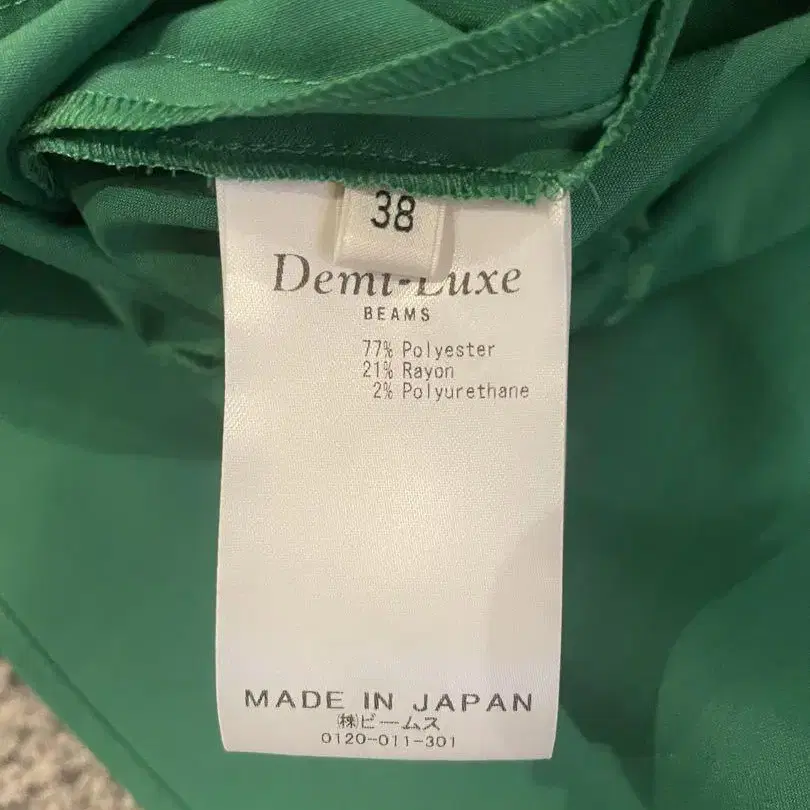 38
Demi-Luxe
BEAMS
77% Polyester
21% Rayon
2% Polyurethane
MADE IN JAPAN
㈱ビームス
0120-011-301